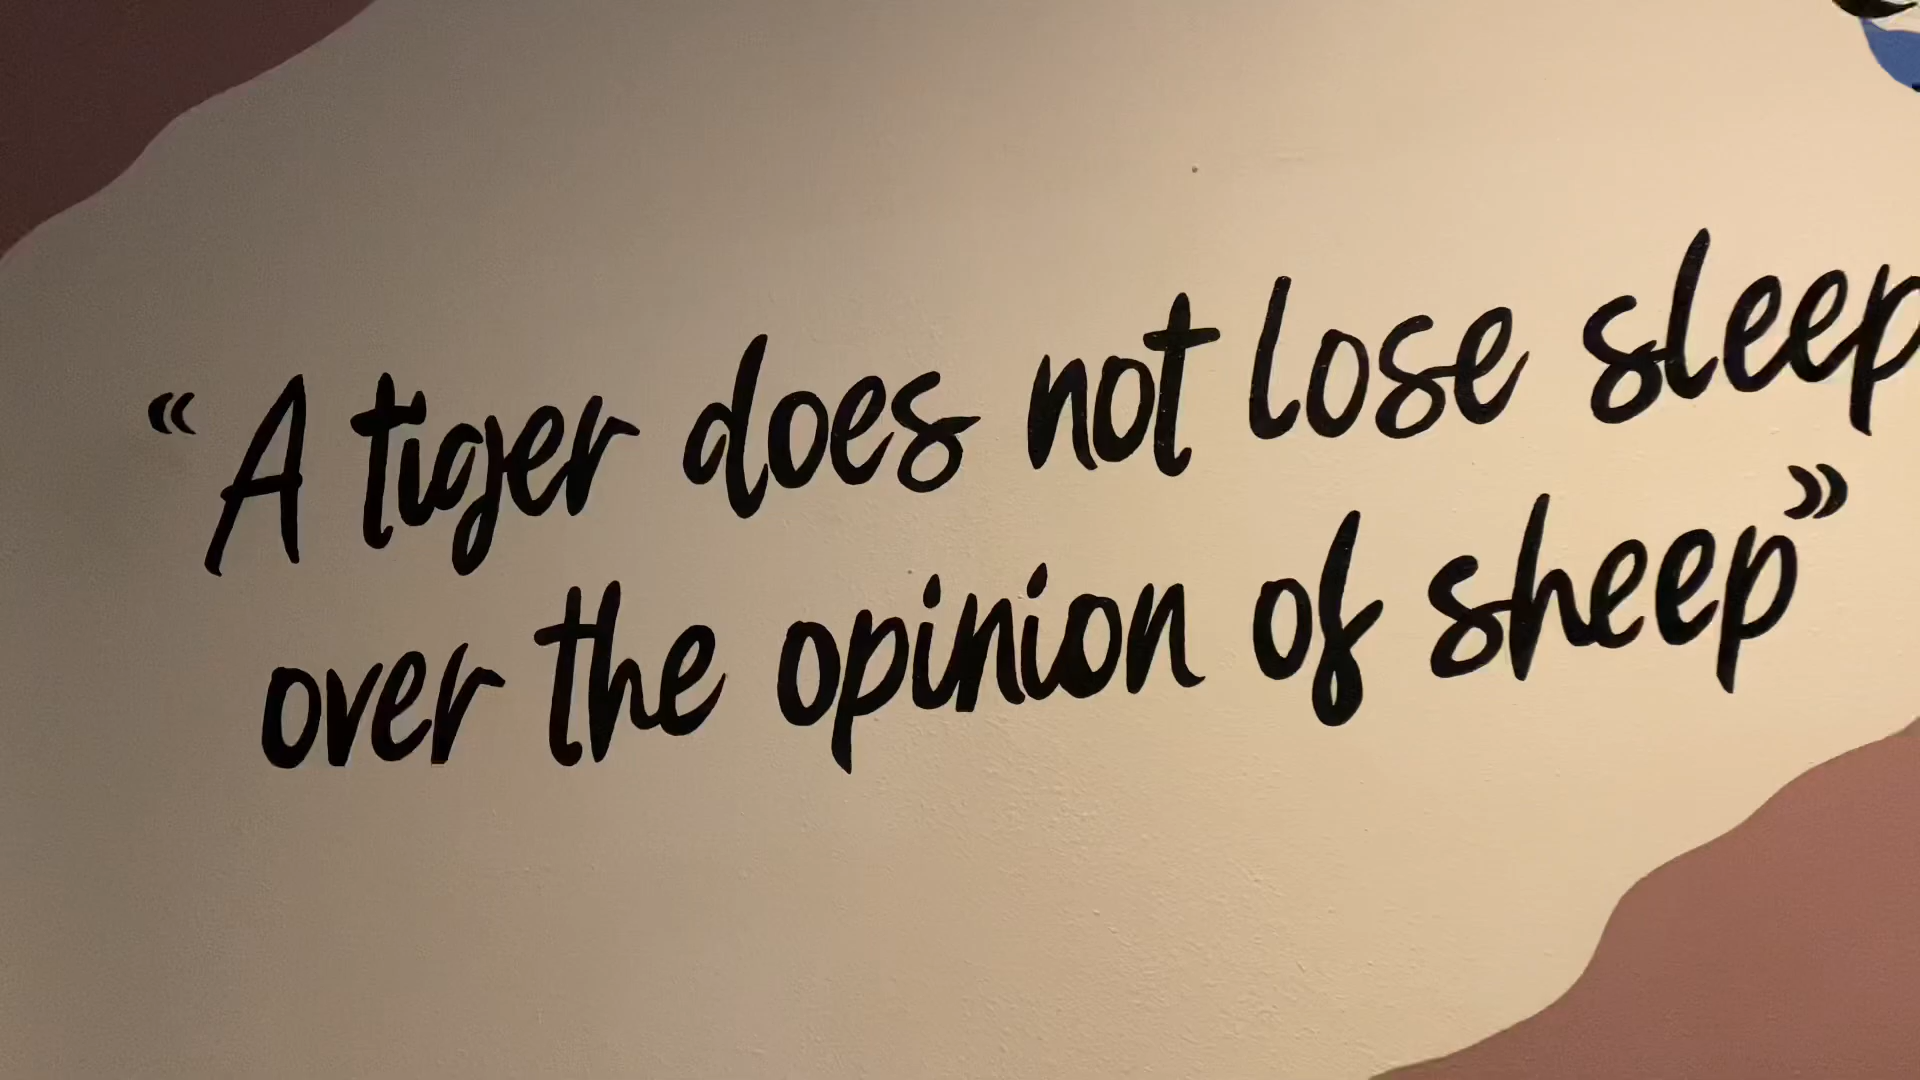 “A tiger does not lose sleep
over the opinion of sheep”